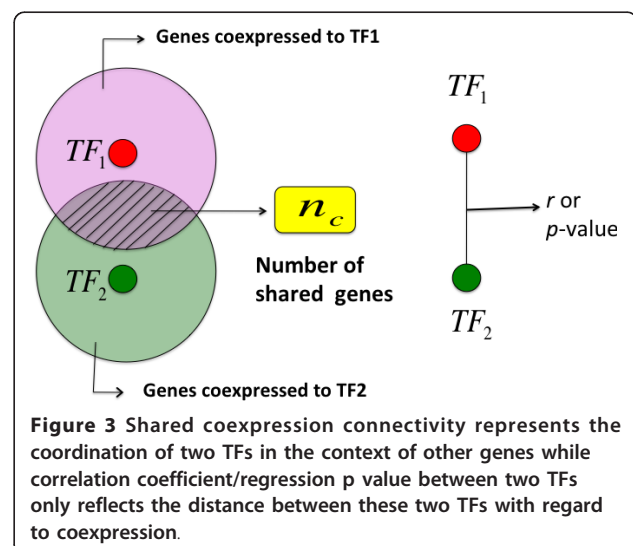 Genes coexpressed to TF1
TF₁
TF₁
n_c
r or
p-value
Number of
shared genes
TF₂
TF₂
Genes coexpressed to TF2
Figure 3 Shared coexpression connectivity represents the
coordination of two TFs in the context of other genes while
correlation coefficient/regression p value between two TFs
only reflects the distance between these two TFs with regard
to coexpression.